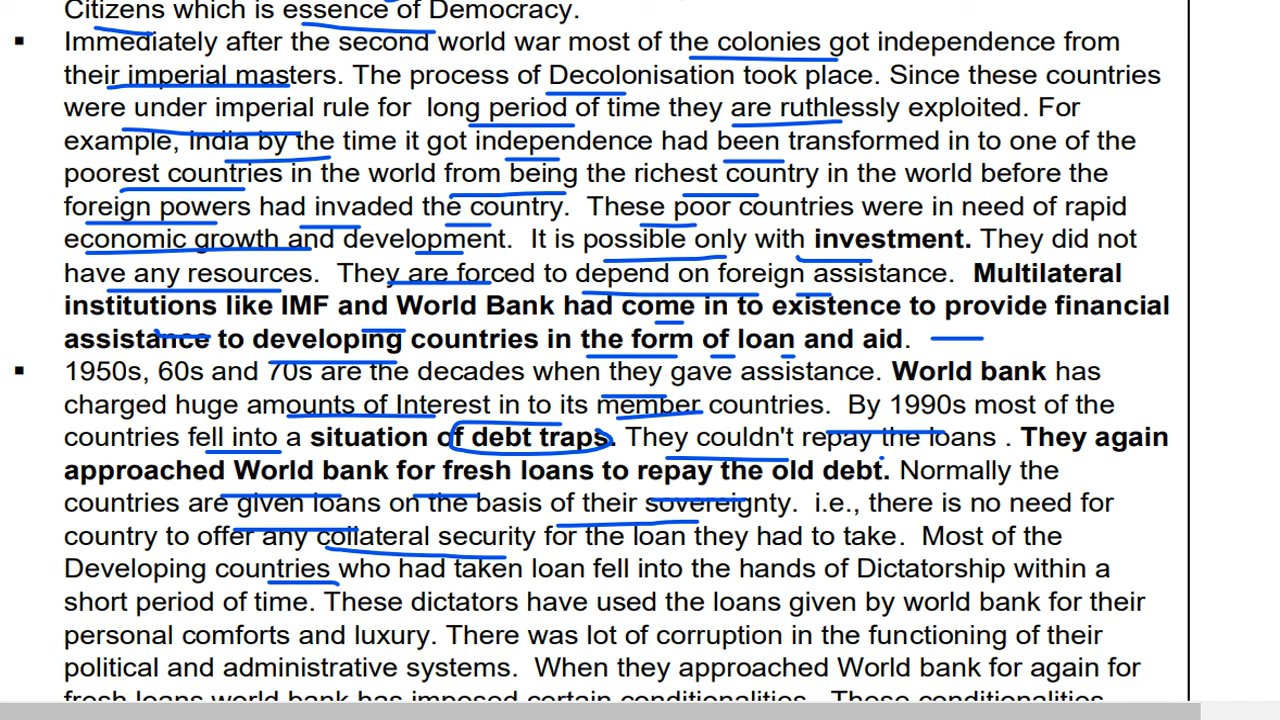 Citizens which is essence of Democracy.
▪ Immediately after the second world war most of the colonies got independence from
their imperial masters. The process of Decolonisation took place. Since these countries
were under imperial rule for long period of time they are ruthlessly exploited. For
example, India by the time it got independence had been transformed in to one of the
poorest countries in the world from being the richest country in the world before the
foreign powers had invaded the country. These poor countries were in need of rapid
economic growth and development. It is possible only with investment. They did not
have any resources. They are forced to depend on foreign assistance. Multilateral
institutions like IMF and World Bank had come in to existence to provide financial
assistance to developing countries in the form of loan and aid.
▪ 1950s, 60s and 70s are the decades when they gave assistance. World bank has
charged huge amounts of Interest in to its member countries. By 1990s most of the
countries fell into a situation of debt traps. They couldn't repay the loans . They again
approached World bank for fresh loans to repay the old debt. Normally the
countries are given loans on the basis of their sovereignty. i.e., there is no need for
country to offer any collateral security for the loan they had to take. Most of the
Developing countries who had taken loan fell into the hands of Dictatorship within a
short period of time. These dictators have used the loans given by world bank for their
personal comforts and luxury. There was lot of corruption in the functioning of their
political and administrative systems. When they approached World bank for again for
fresh loans world bank has imposed certain conditionalities. These conditionalities